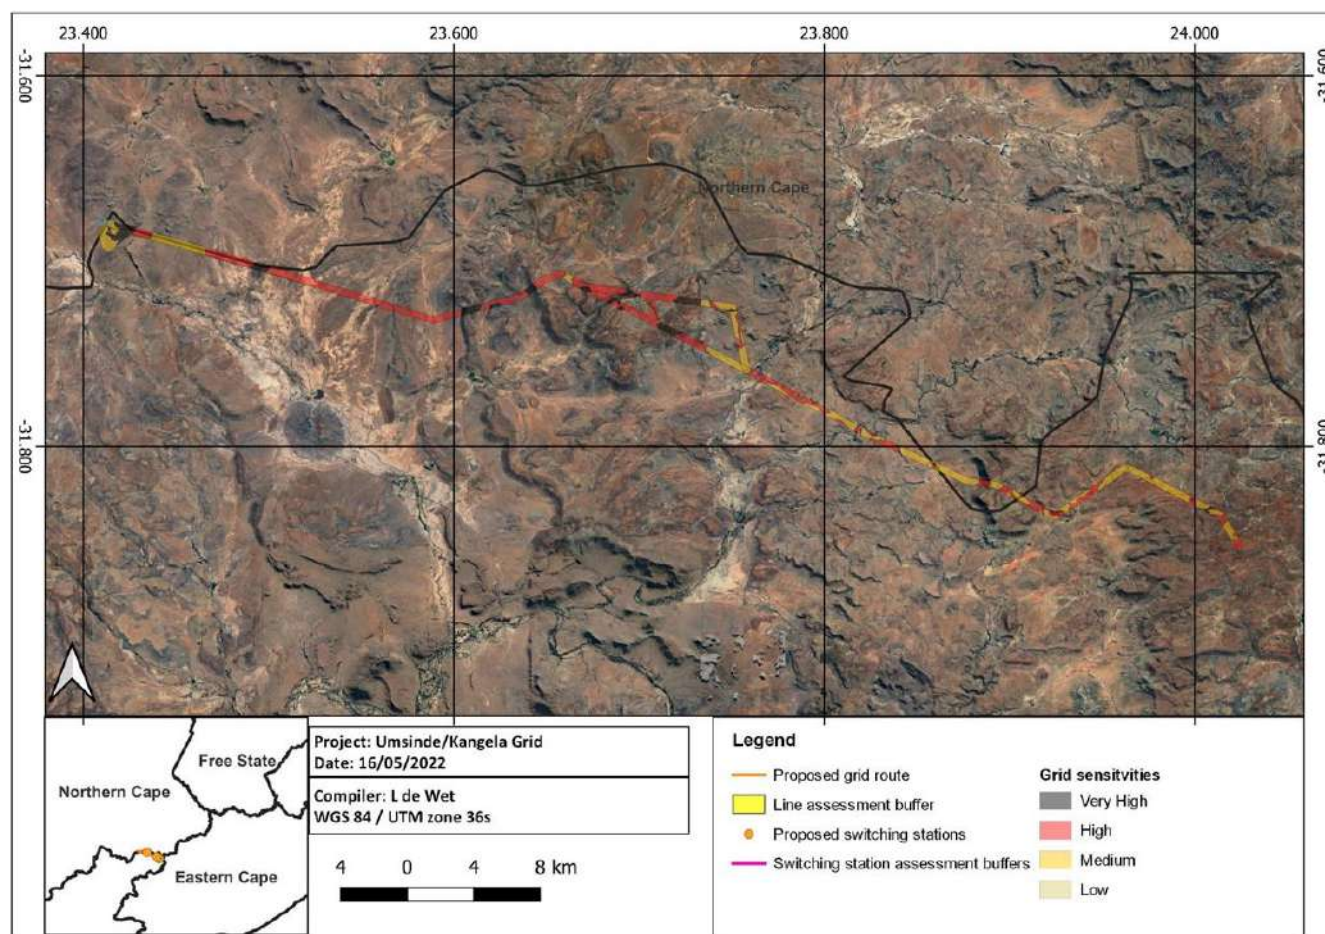 23.400 23.600 23.800 24.000
-31.600 -31.600
Northern Cape
-31.800 -31.800
Project: Umsinde/Kangela Grid
Date: 16/05/2022
Compiler: L de Wet
WGS 84 / UTM zone 36s
4 0 4 8 km
Free State
Northern Cape
Eastern Cape
Legend
Proposed grid route
Line assessment buffer
Proposed switching stations
Switching station assessment buffers
Grid sensitvities
Very High
High
Medium
Low